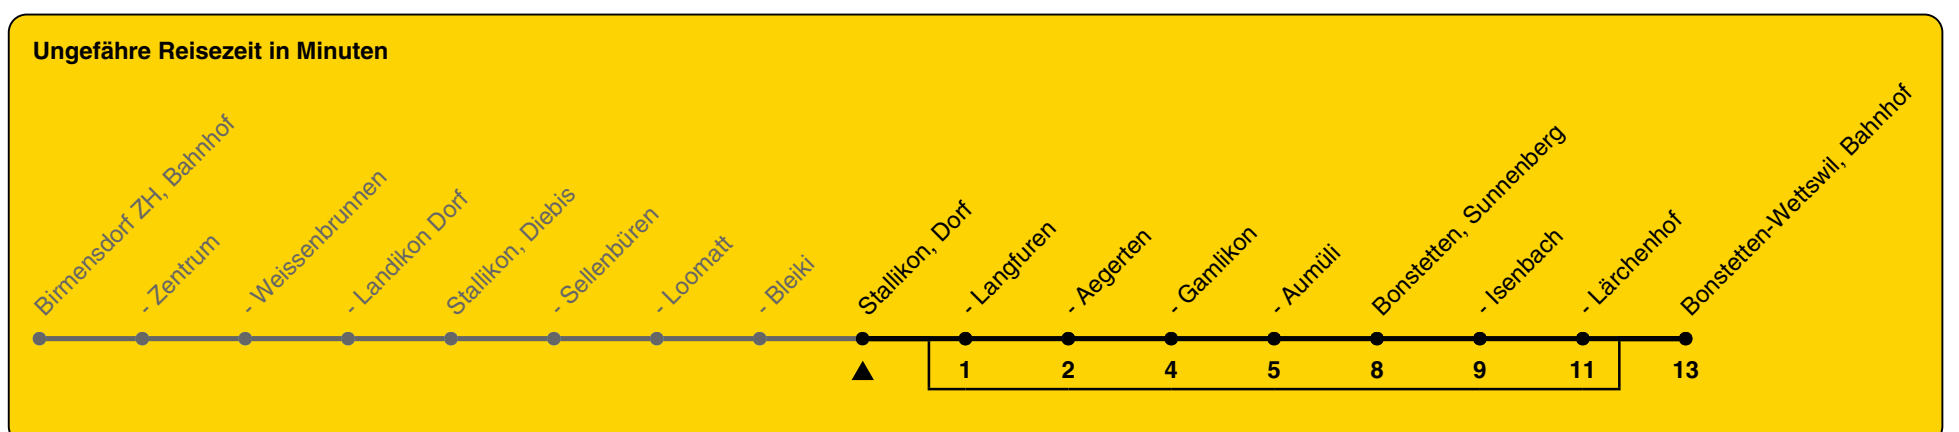 Ungefähre Reisezeit in Minuten
Birmensdorf ZH, Bahnhof
- Zentrum
- Weissenbrunnen
- Landikon Dorf
Stallikon, Diebis
- Sellenbüren
- Loomatt
- Bleiki
Stallikon, Dorf
- Langfuren
- Aegerten
- Gamlikon
- Aumüli
Bonstetten, Sunnenberg
- Isenbach
- Lärchenhof
Bonstetten-Wettswil, Bahnhof
1 2 4 5 8 9 11 13